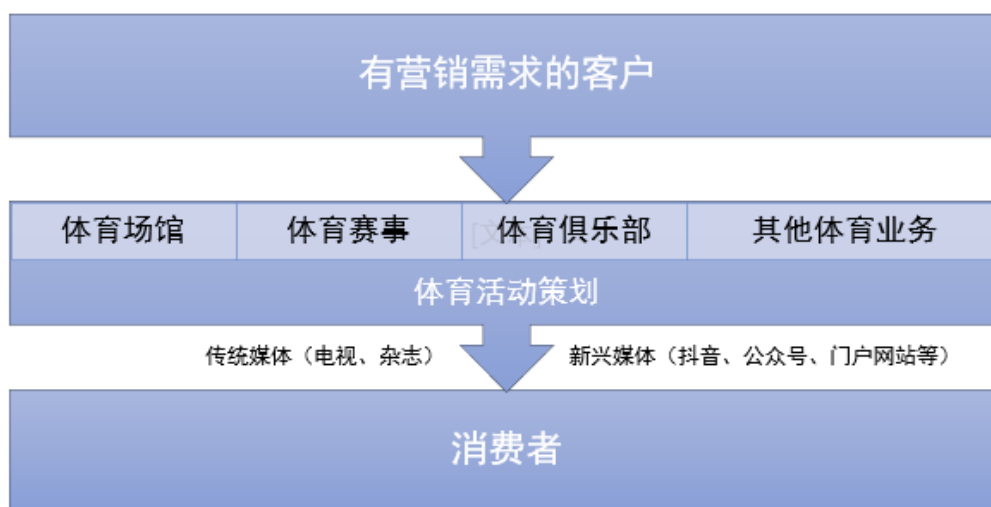 有营销需求的客户
体育场馆 体育赛事 体育俱乐部 其他体育业务
体育活动策划
传统媒体（电视、杂志） 新兴媒体（抖音、公众号、门户网站等）
消费者